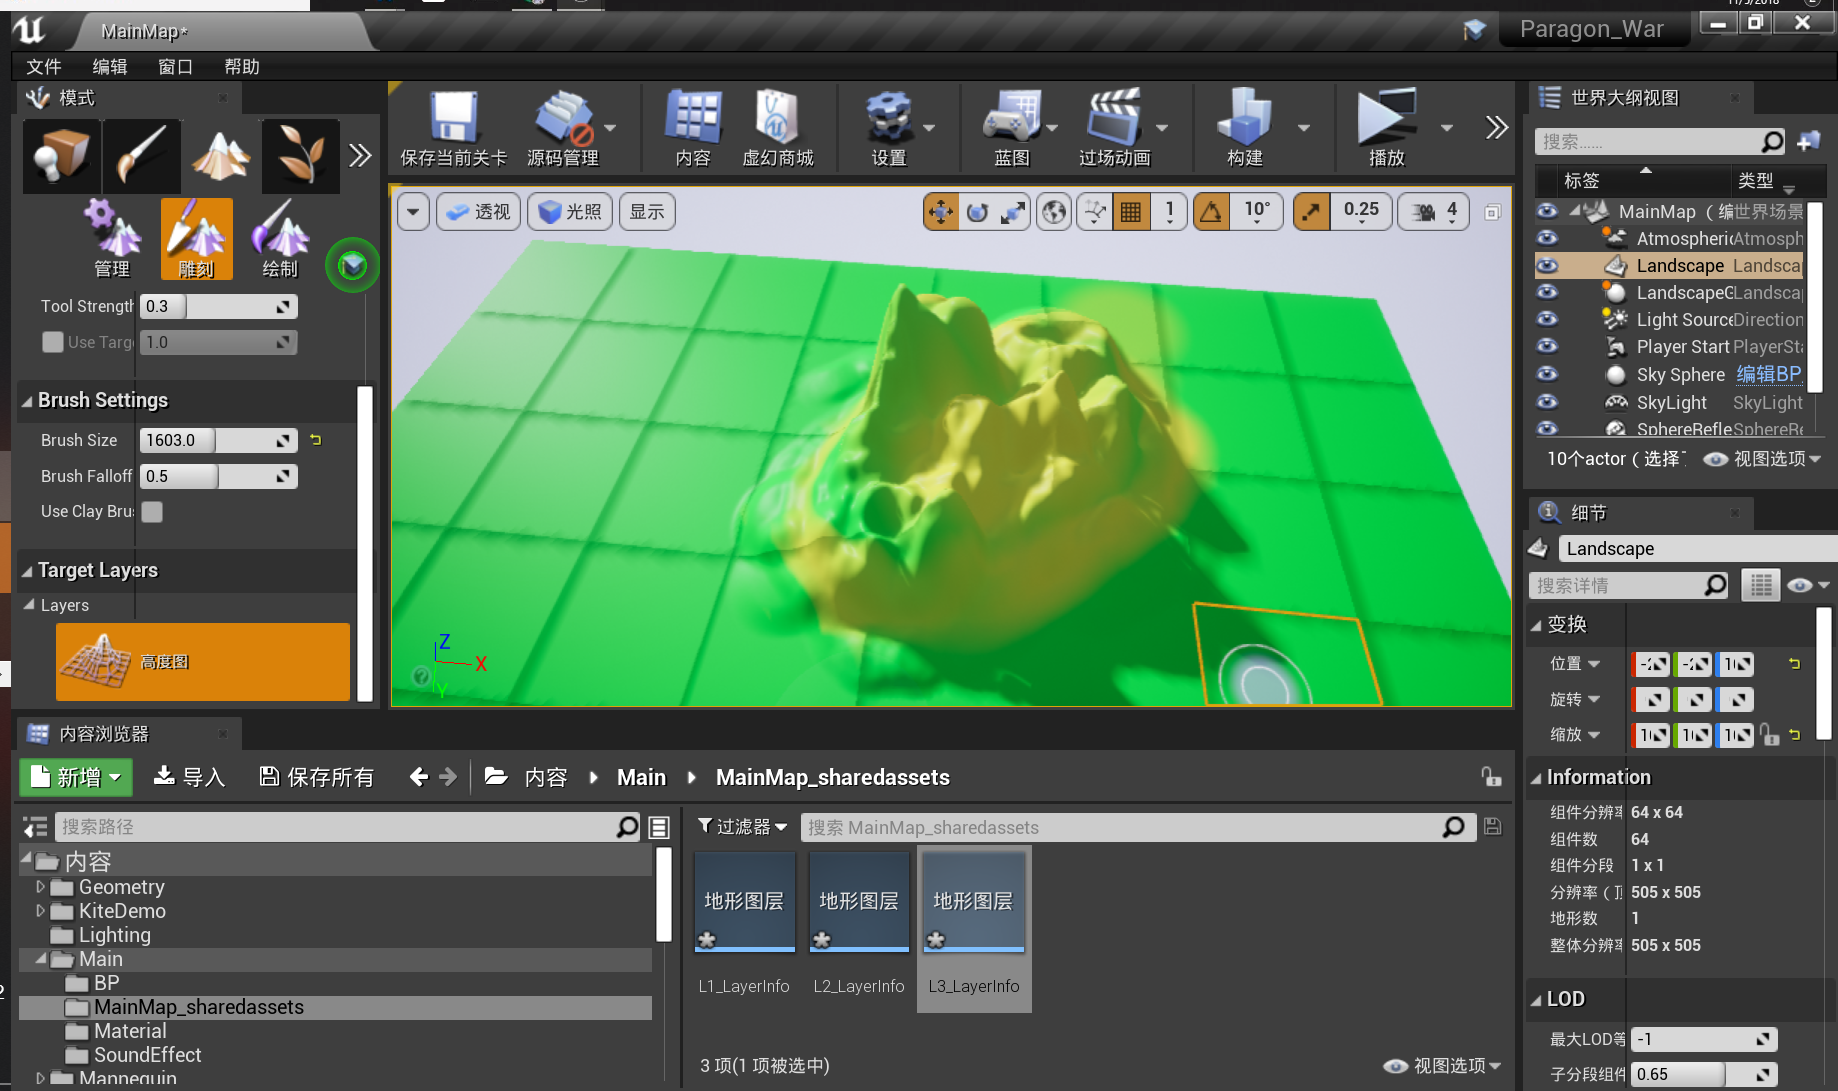 MainMap*
Paragon_War
文件 编辑 窗口 帮助
模式
管理 雕刻 绘制
Tool Strength 0.3
1.0
Brush Settings
Brush Size 1603.0
Brush Falloff 0.5
Use Clay
Target Layers
Layers
高度图
保存当前关卡 源码管理 内容 虚幻商城 设置 蓝图 过场动画 构建 播放
透视 光照 显示 1 10° 0.25 4
Z
X
Y
世界大纲视图
搜索......
标签 类型
MainMap （编世界场景
Atmospheric Atmosph
Landscape Landsca
LandscapeG Landsca
Light Source Direction
Player Start PlayerSta
Sky Sphere 编辑BP
SkyLight SkyLight
SphereRefle SphereRe
10个actor（选择 视图选项
细节
Landscape
搜索详情
变换
位置
旋转
缩放
Information
组件分辨率 64 x 64
组件数 64
组件分段 1 x 1
分辨率（ 505 x 505
地形数 1
整体分辨率 505 x 505
LOD
最大LOD等 -1
子分段组件 0.65
内容浏览器
新增 导入 保存所有 内容 Main MainMap_sharedassets
搜索路径
内容
Geometry
KiteDemo
Lighting
Main
BP
MainMap_sharedassets
Material
SoundEffect
Mannequin
过滤器 搜索 MainMap_sharedassets
地形图层 地形图层 地形图层
L1_LayerInfo L2_LayerInfo L3_LayerInfo
3 项(1 项被选中) 视图选项